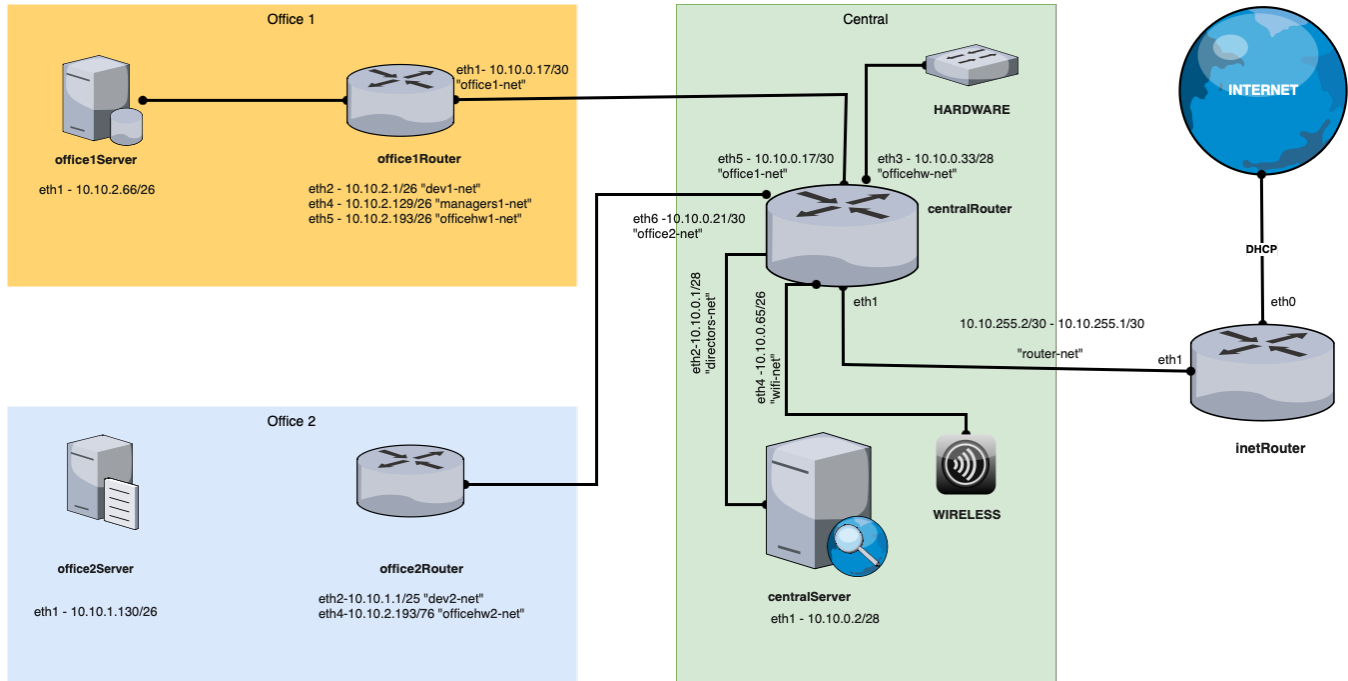 Office 1
eth1- 10.10.0.17/30
"office1-net"
office1Server
eth1 - 10.10.2.66/26
office1Router
eth2 - 10.10.2.1/26 "dev1-net"
eth4 - 10.10.2.129/26 "managers1-net"
eth5 - 10.10.2.193/26 "officehw1-net"
Central
HARDWARE
eth5 - 10.10.0.17/30
"office1-net"
eth3 - 10.10.0.33/28
"officehw-net"
centralRouter
eth6 -10.10.0.21/30
"office2-net"
eth2-10.10.0.1/28
"directors-net"
eth4 -10.10.0.65/26
"wifi-net"
eth1
WIRELESS
centralServer
eth1 - 10.10.0.2/28
INTERNET
DHCP
eth0
10.10.255.2/30 - 10.10.255.1/30
"router-net"
eth1
inetRouter
Office 2
office2Server
eth1 - 10.10.1.130/26
office2Router
eth2-10.10.1.1/25 "dev2-net"
eth4-10.10.2.193/76 "officehw2-net"